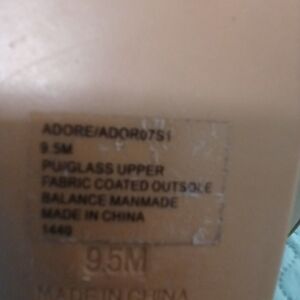 ADORE/ADOR07S1
9.5M
PU/GLASS UPPER
FABRIC COATED OUTSOLE
BALANCE MANMADE
MADE IN CHINA
1440
9.5M
MADE IN CHINA